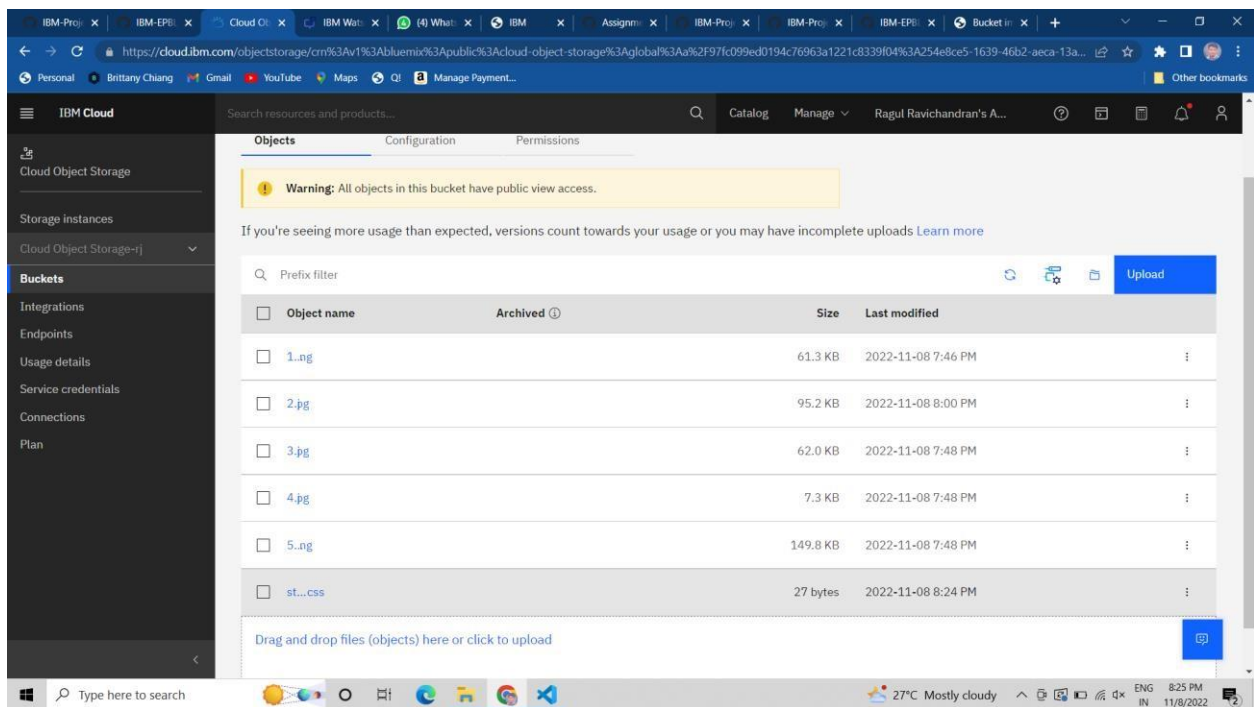 IBM-Proj
IBM-EPBL
Cloud Ob
IBM Wats
(4) Whats
IBM
Assignme
IBM-Proj
IBM-Proj
IBM-EPBL
Bucket in
https://cloud.ibm.com/objectstorage/crn%3Av1%3Abluemix%3Apublic%3Acloud-object-storage%3Aglobal%3Aa%2F97fc099ed0194c76963a1221c8339f04%3A254e8ce5-1639-46b2-aeca-13a...
Personal
Brittany Chiang
Gmail
YouTube
Maps
Q!
Manage Payment...
Other bookmarks
IBM Cloud
Search resources and products...
Catalog
Manage
Ragul Ravichandran's A...
Cloud Object Storage
Storage instances
Cloud Object Storage-rj
Buckets
Integrations
Endpoints
Usage details
Service credentials
Connections
Plan
Objects Configuration Permissions
Warning: All objects in this bucket have public view access.
If you're seeing more usage than expected, versions count towards your usage or you may have incomplete uploads Learn more
Prefix filter
Upload
Object name Archived Size Last modified
1..ng 61.3 KB 2022-11-08 7:46 PM
2.jpg 95.2 KB 2022-11-08 8:00 PM
3.jpg 62.0 KB 2022-11-08 7:48 PM
4.jpg 7.3 KB 2022-11-08 7:48 PM
5..ng 149.8 KB 2022-11-08 7:48 PM
st...css 27 bytes 2022-11-08 8:24 PM
Drag and drop files (objects) here or click to upload
Type here to search
27°C Mostly cloudy
ENG
IN
8:25 PM
11/8/2022
2